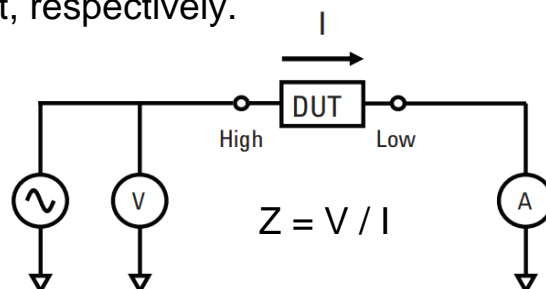 t, respectively.
I
DUT
High Low
V A
Z = V / I